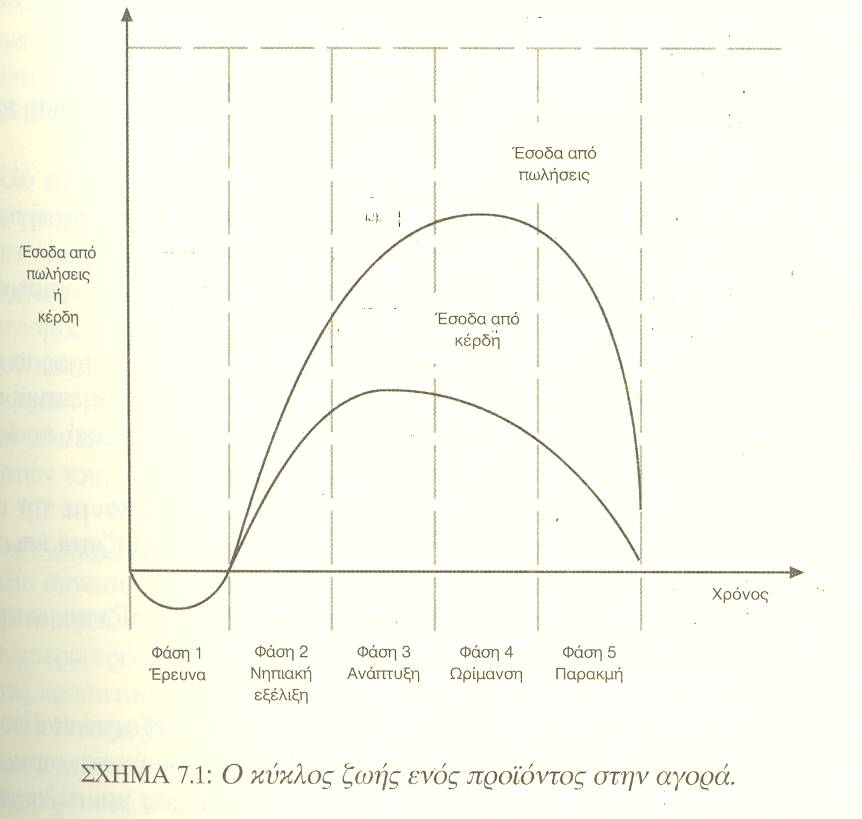 Έσοδα από
πωλήσεις
Έσοδα από
πωλήσεις
ή
κέρδη
Έσοδα από
κέρδη
Χρόνος
Φάση 1
Έρευνα
Φάση 2
Νηπιακή
εξέλιξη
Φάση 3
Ανάπτυξη
Φάση 4
Ωρίμανση
Φάση 5
Παρακμή
ΣΧΗΜΑ 7.1: Ο κύκλος ζωής ενός προϊόντος στην αγορά.